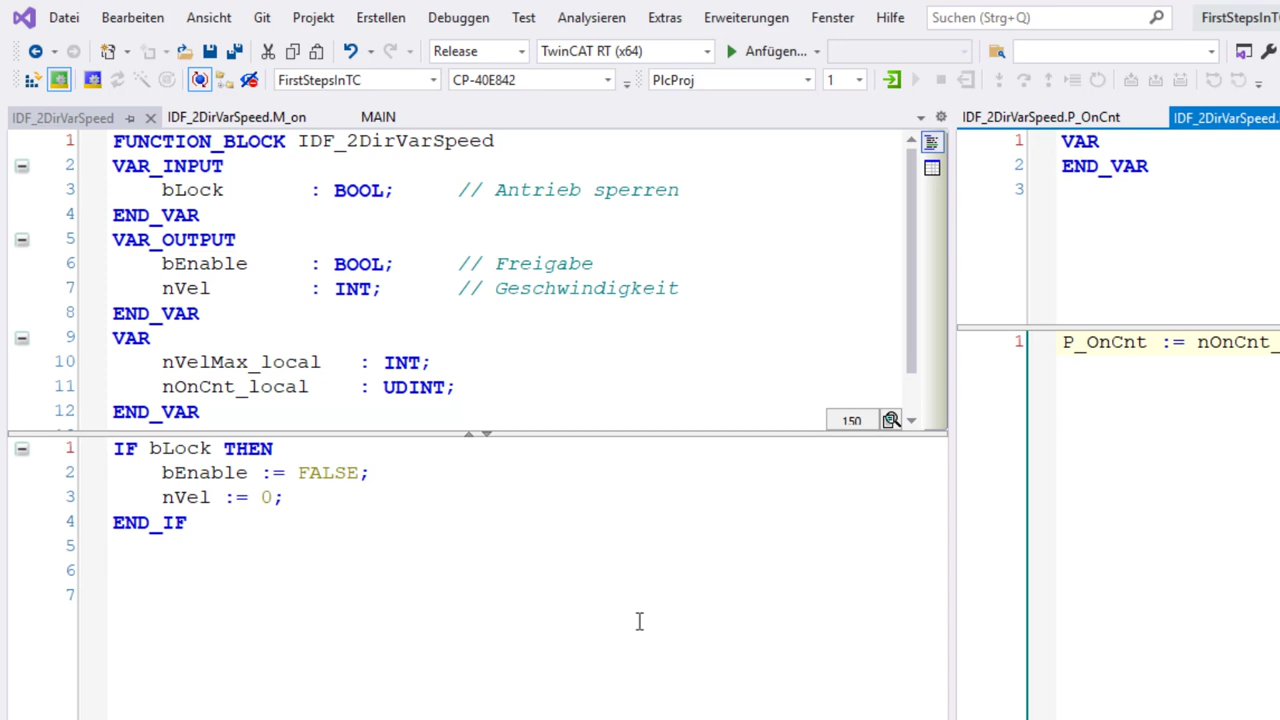 Datei Bearbeiten Ansicht Git Projekt Erstellen Debuggen Test Analysieren Extras Erweiterungen Fenster Hilfe Suchen (Strg+Q) FirstStepsInTC
Release TwinCAT RT (x64) Anfügen...
FirstStepsInTC CP-40E842 PlcProj 1
IDF_2DirVarSpeed IDF_2DirVarSpeed.M_on MAIN
1 FUNCTION_BLOCK IDF_2DirVarSpeed
2 VAR_INPUT
3 bLock : BOOL; // Antrieb sperren
4 END_VAR
5 VAR_OUTPUT
6 bEnable : BOOL; // Freigabe
7 nVel : INT; // Geschwindigkeit
8 END_VAR
9 VAR
10 nVelMax_local : INT;
11 nOnCnt_local : UDINT;
12 END_VAR
150
1 IF bLock THEN
2 bEnable := FALSE;
3 nVel := 0;
4 END_IF
5
6
7
IDF_2DirVarSpeed.P_OnCnt IDF_2DirVarSpeed.
1 VAR
2 END_VAR
3
1 P_OnCnt := nOnCnt_